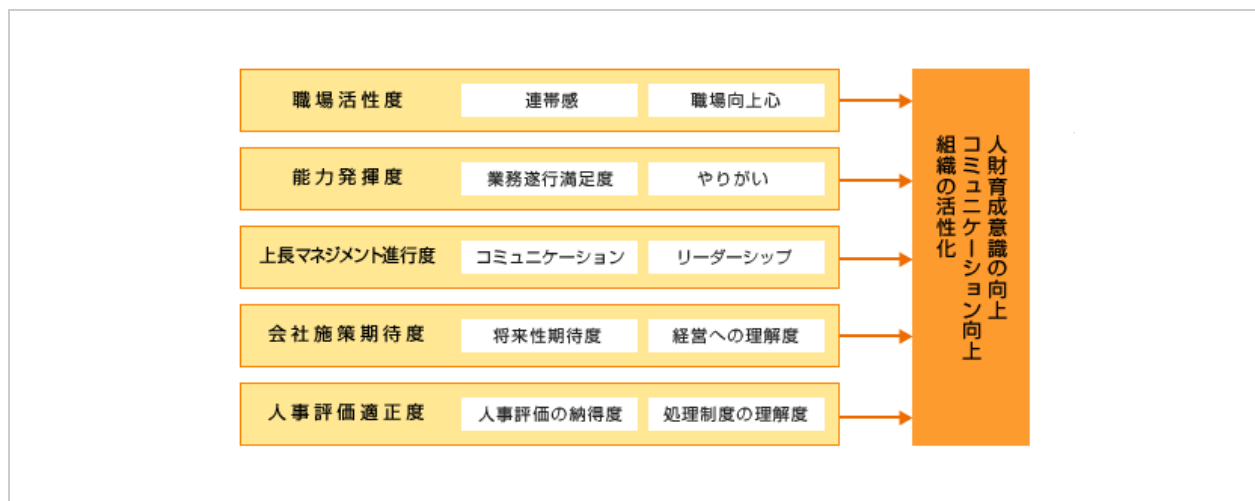 職場活性度 連帯感 職場向上心
能力発揮度 業務遂行満足度 やりがい
上長マネジメント進行度 コミュニケーション リーダーシップ
会社施策期待度 将来性期待度 経営への理解度
人事評価適正度 人事評価の納得度 処理制度の理解度
人財育成意識の向上
コミュニケーション向上
組織の活性化